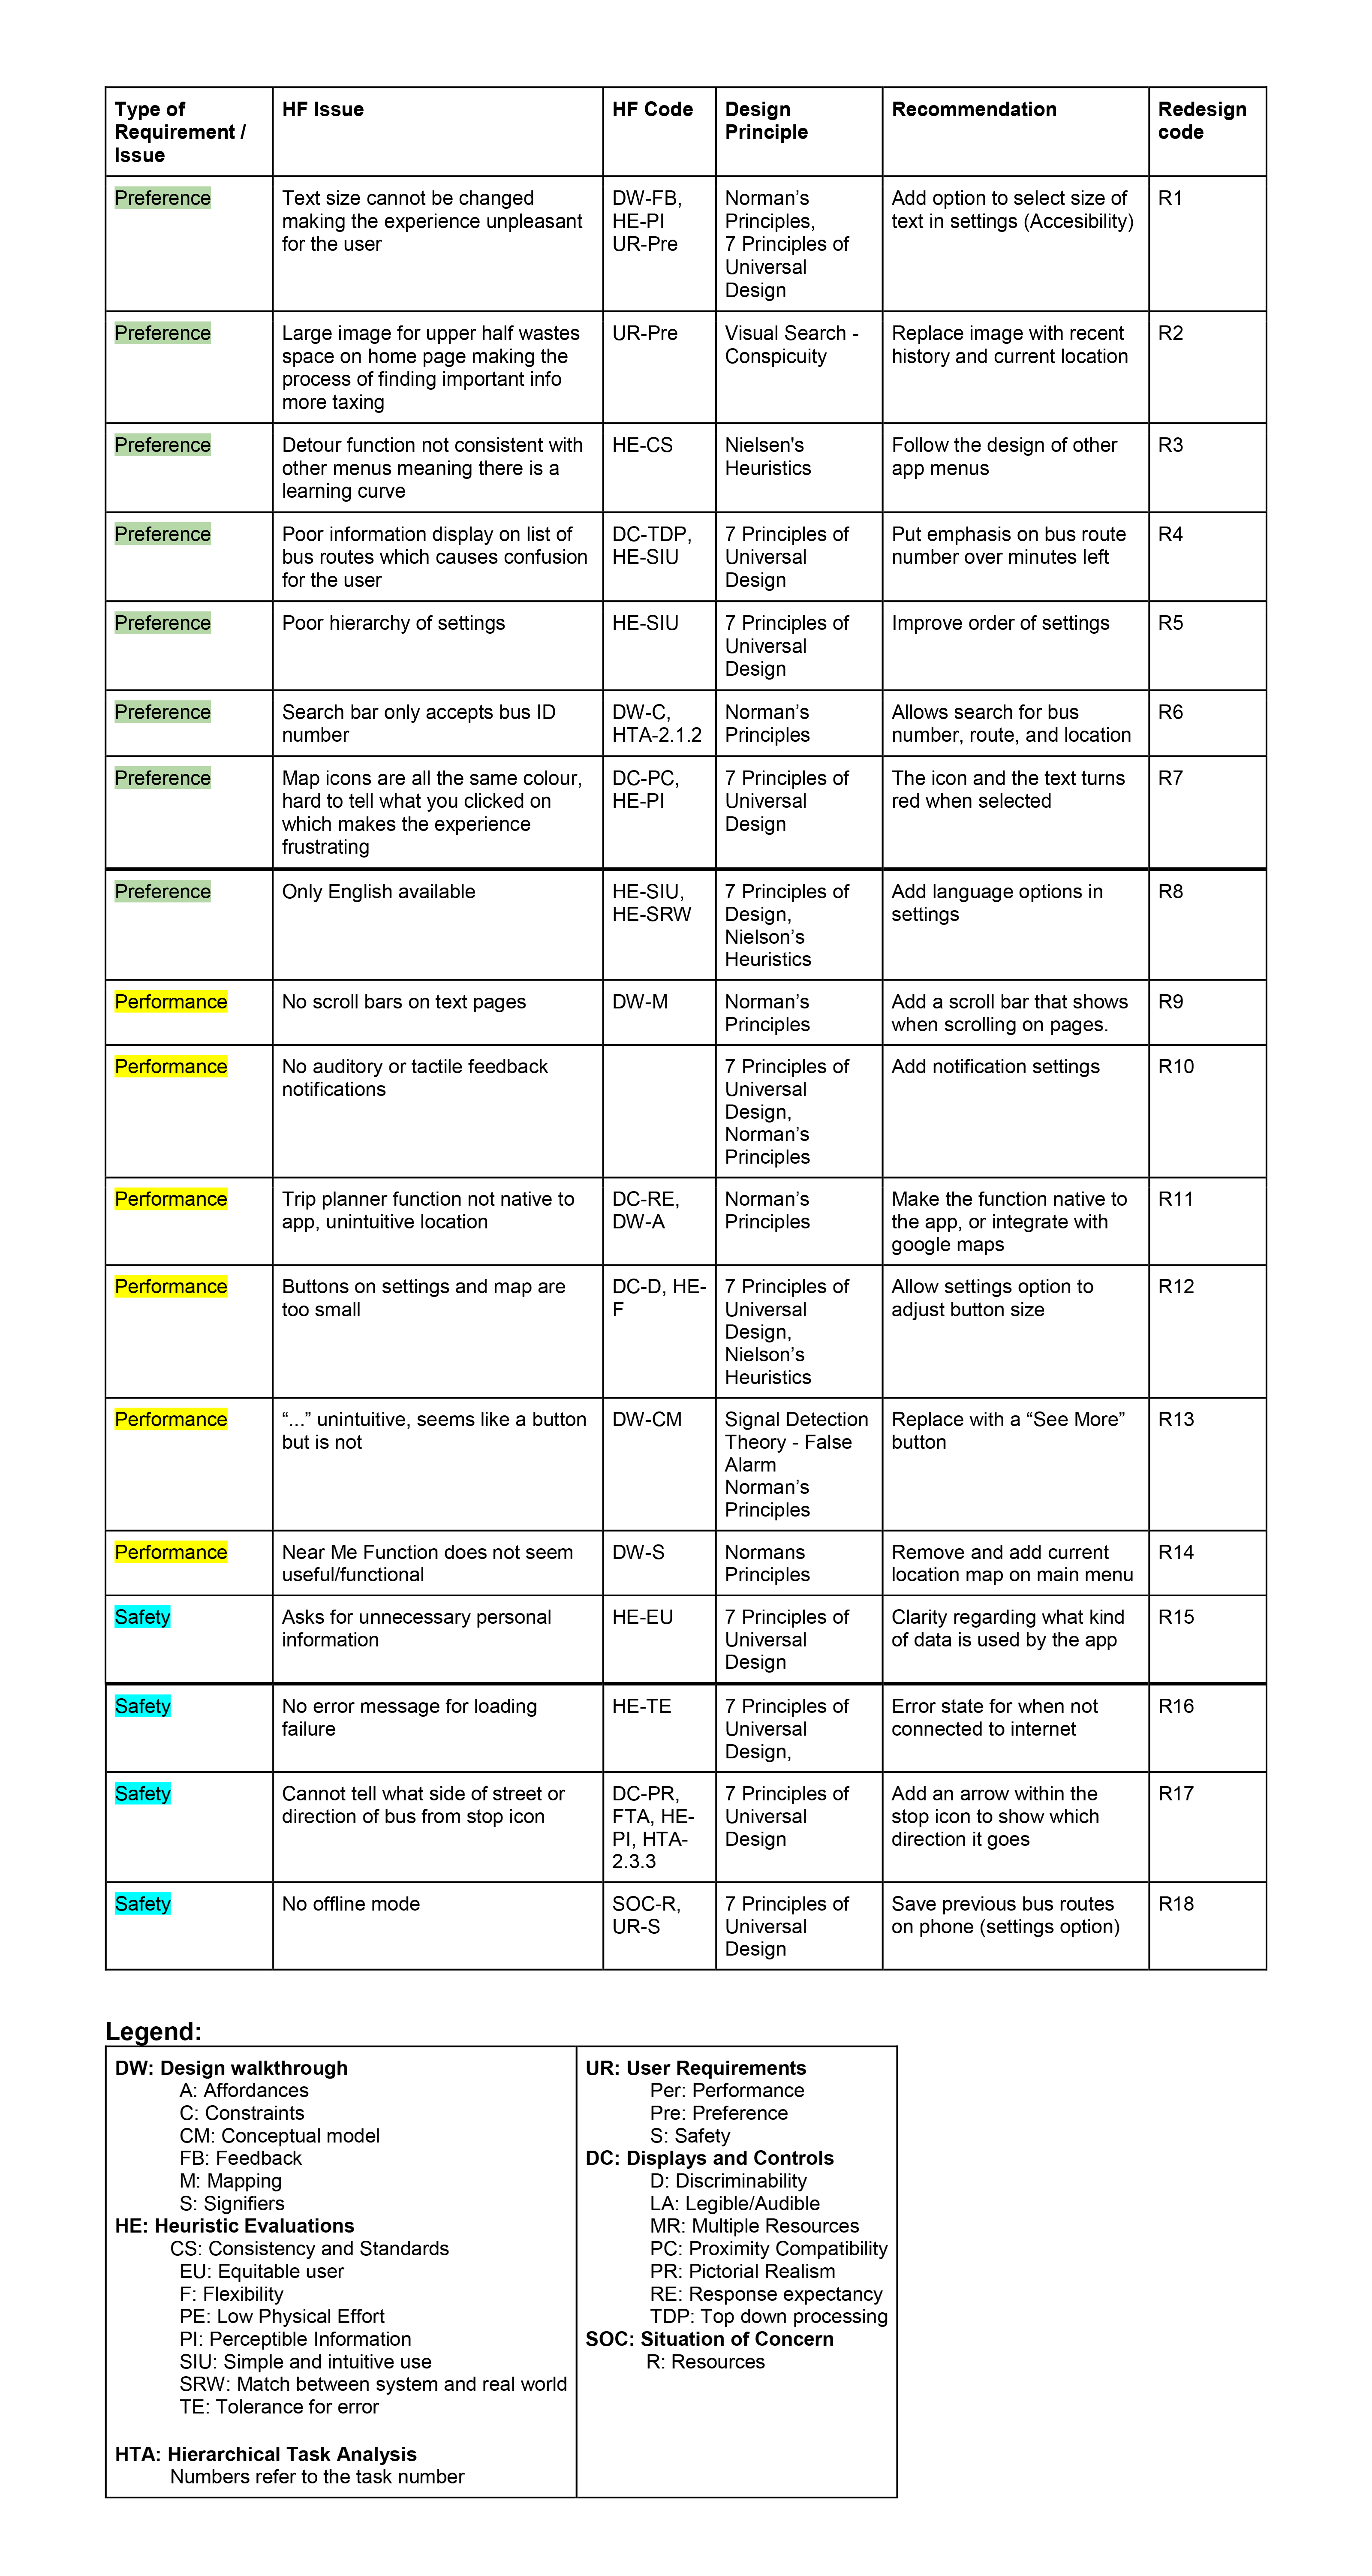 Type of
Requirement /
Issue
HF Issue
HF Code
Design
Principle
Recommendation
Redesign
code
Preference
Text size cannot be changed
making the experience unpleasant
for the user
DW-FB,
HE-PI
UR-Pre
Norman’s
Principles,
7 Principles of
Universal
Design
Add option to select size of
text in settings (Accesibility)
R1
Preference
Large image for upper half wastes
space on home page making the
process of finding important info
more taxing
UR-Pre
Visual Search -
Conspicuity
Replace image with recent
history and current location
R2
Preference
Detour function not consistent with
other menus meaning there is a
learning curve
HE-CS
Nielsen's
Heuristics
Follow the design of other
app menus
R3
Preference
Poor information display on list of
bus routes which causes confusion
for the user
DC-TDP,
HE-SIU
7 Principles of
Universal
Design
Put emphasis on bus route
number over minutes left
R4
Preference
Poor hierarchy of settings
HE-SIU
7 Principles of
Universal
Design
Improve order of settings
R5
Preference
Search bar only accepts bus ID
number
DW-C,
HTA-2.1.2
Norman’s
Principles
Allows search for bus
number, route, and location
R6
Preference
Map icons are all the same colour,
hard to tell what you clicked on
which makes the experience
frustrating
DC-PC,
HE-PI
7 Principles of
Universal
Design
The icon and the text turns
red when selected
R7
Preference
Only English available
HE-SIU,
HE-SRW
7 Principles of
Design,
Nielson’s
Heuristics
Add language options in
settings
R8
Performance
No scroll bars on text pages
DW-M
Norman’s
Principles
Add a scroll bar that shows
when scrolling on pages.
R9
Performance
No auditory or tactile feedback
notifications
7 Principles of
Universal
Design,
Norman’s
Principles
Add notification settings
R10
Performance
Trip planner function not native to
app, unintuitive location
DC-RE,
DW-A
Norman’s
Principles
Make the function native to
the app, or integrate with
google maps
R11
Performance
Buttons on settings and map are
too small
DC-D, HE-
F
7 Principles of
Universal
Design,
Nielson’s
Heuristics
Allow settings option to
adjust button size
R12
Performance
“...” unintuitive, seems like a button
but is not
DW-CM
Signal Detection
Theory - False
Alarm
Norman’s
Principles
Replace with a “See More”
button
R13
Performance
Near Me Function does not seem
useful/functional
DW-S
Normans
Principles
Remove and add current
location map on main menu
R14
Safety
Asks for unnecessary personal
information
HE-EU
7 Principles of
Universal
Design
Clarity regarding what kind
of data is used by the app
R15
Safety
No error message for loading
failure
HE-TE
7 Principles of
Universal
Design,
Error state for when not
connected to internet
R16
Safety
Cannot tell what side of street or
direction of bus from stop icon
DC-PR,
FTA, HE-
PI, HTA-
2.3.3
7 Principles of
Universal
Design
Add an arrow within the
stop icon to show which
direction it goes
R17
Safety
No offline mode
SOC-R,
UR-S
7 Principles of
Universal
Design
Save previous bus routes
on phone (settings option)
R18
Legend:
DW: Design walkthrough
A: Affordances
C: Constraints
CM: Conceptual model
FB: Feedback
M: Mapping
S: Signifiers
HE: Heuristic Evaluations
CS: Consistency and Standards
EU: Equitable user
F: Flexibility
PE: Low Physical Effort
PI: Perceptible Information
SIU: Simple and intuitive use
SRW: Match between system and real world
TE: Tolerance for error
HTA: Hierarchical Task Analysis
Numbers refer to the task number
UR: User Requirements
Per: Performance
Pre: Preference
S: Safety
DC: Displays and Controls
D: Discriminability
LA: Legible/Audible
MR: Multiple Resources
PC: Proximity Compatibility
PR: Pictorial Realism
RE: Response expectancy
TDP: Top down processing
SOC: Situation of Concern
R: Resources